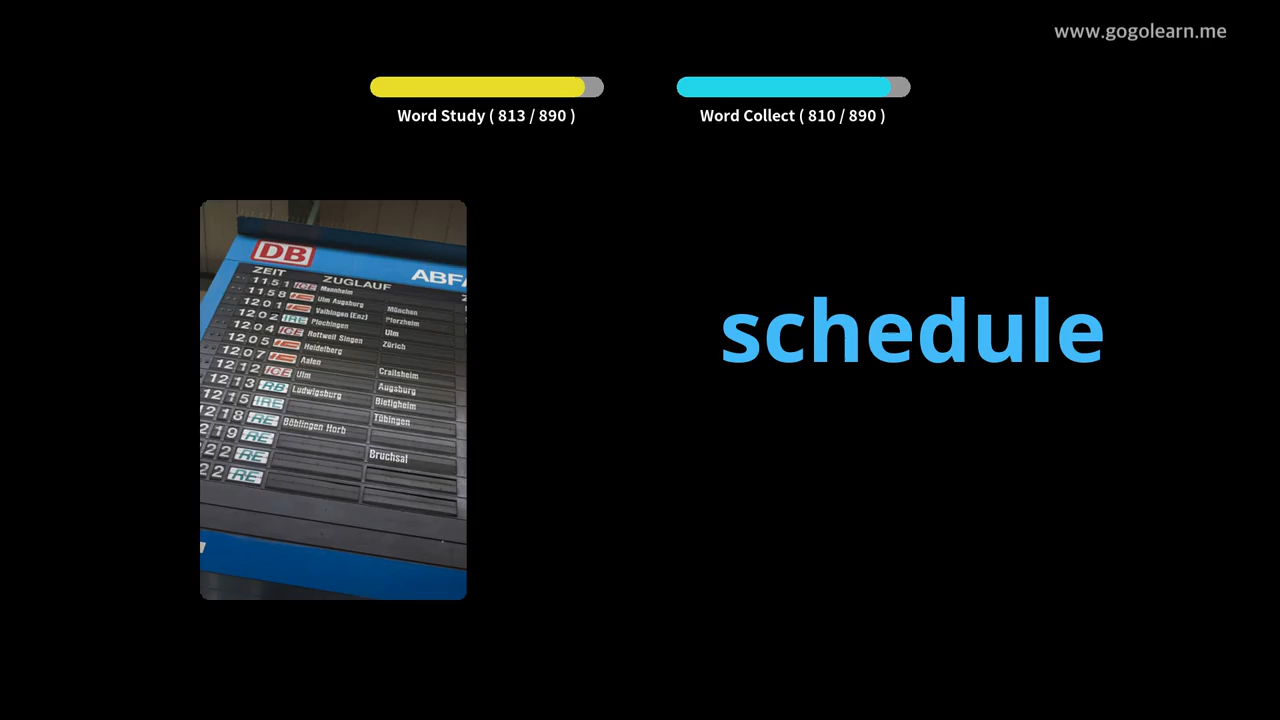 www.gogolearn.me
Word Study ( 813 / 890 )
Word Collect ( 810 / 890 )
schedule
DB
ZEIT ZUGLAUF ABFA
1151 ICE Mannheim
1158 Ulm Augsburg München
1201 Vaihingen (Enz) Pforzheim
1202 IRE Plochingen Ulm
1204 ICE Rottweil Singen Zürich
1205 Heidelberg
1207 Aalen Crailsheim
1212 ICE Ulm Augsburg
1213 RB Ludwigsburg Bietigheim
1215 IRE Tübingen
1218 RE Böblingen Horb
219 RE Bruchsal
22 RE
22 RE